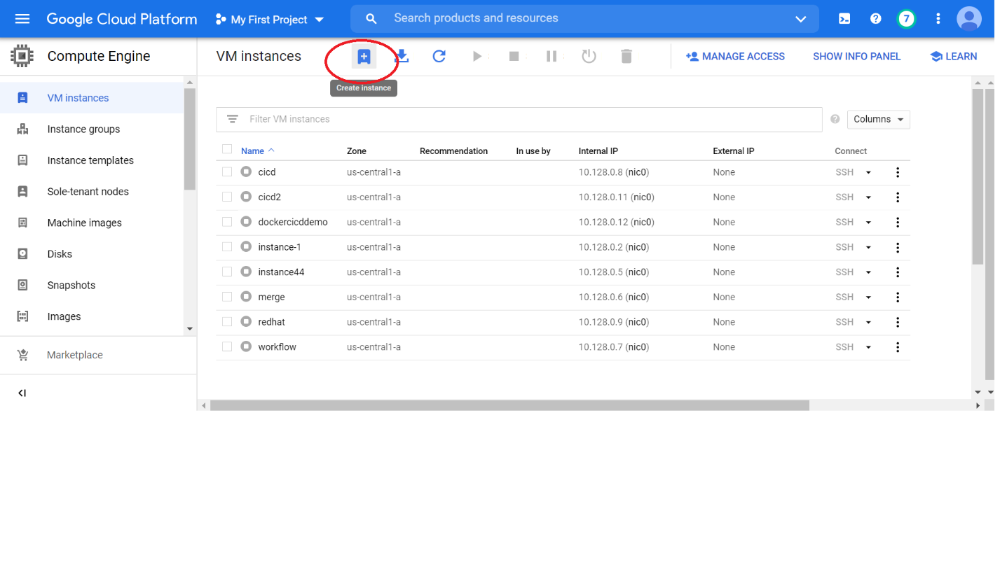 Google Cloud Platform My First Project Search products and resources 7
Compute Engine VM instances MANAGE ACCESS SHOW INFO PANEL LEARN
Create instance
VM instances
Instance groups
Instance templates
Sole-tenant nodes
Machine images
Disks
Snapshots
Images
Marketplace
Filter VM instances Columns
Name Zone Recommendation In use by Internal IP External IP Connect
cicd us-central1-a 10.128.0.8 (nic0) None SSH
cicd2 us-central1-a 10.128.0.11 (nic0) None SSH
dockercicddemo us-central1-a 10.128.0.12 (nic0) None SSH
instance-1 us-central1-a 10.128.0.2 (nic0) None SSH
instance44 us-central1-a 10.128.0.5 (nic0) None SSH
merge us-central1-a 10.128.0.6 (nic0) None SSH
redhat us-central1-a 10.128.0.9 (nic0) None SSH
workflow us-central1-a 10.128.0.7 (nic0) None SSH